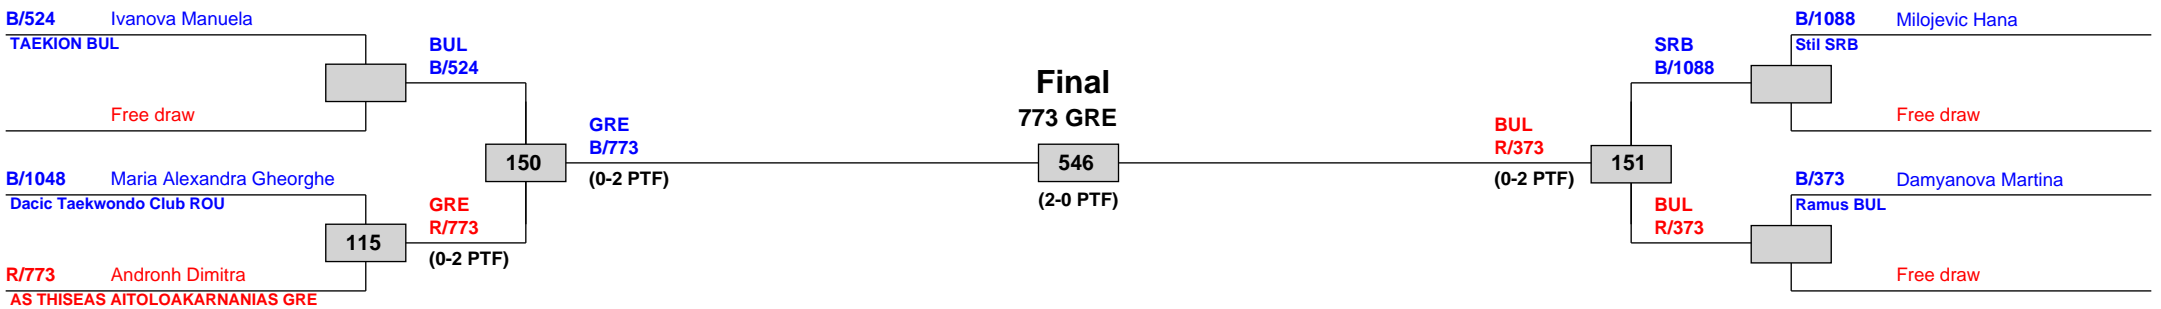 B/524 Ivanova Manuela
TAEKION BUL
Free draw
BUL
B/524
B/1048 Maria Alexandra Gheorghe
Dacic Taekwondo Club ROU
115
R/773 Andronh Dimitra
AS THISEAS AITOLOAKARNANIAS GRE
GRE
R/773
(0-2 PTF)
150
GRE
B/773
(0-2 PTF)
Final
773 GRE
546
(2-0 PTF)
BUL
R/373
(0-2 PTF)
151
SRB
B/1088
BUL
R/373
B/1088 Milojevic Hana
Stil SRB
Free draw
B/373 Damyanova Martina
Ramus BUL
Free draw